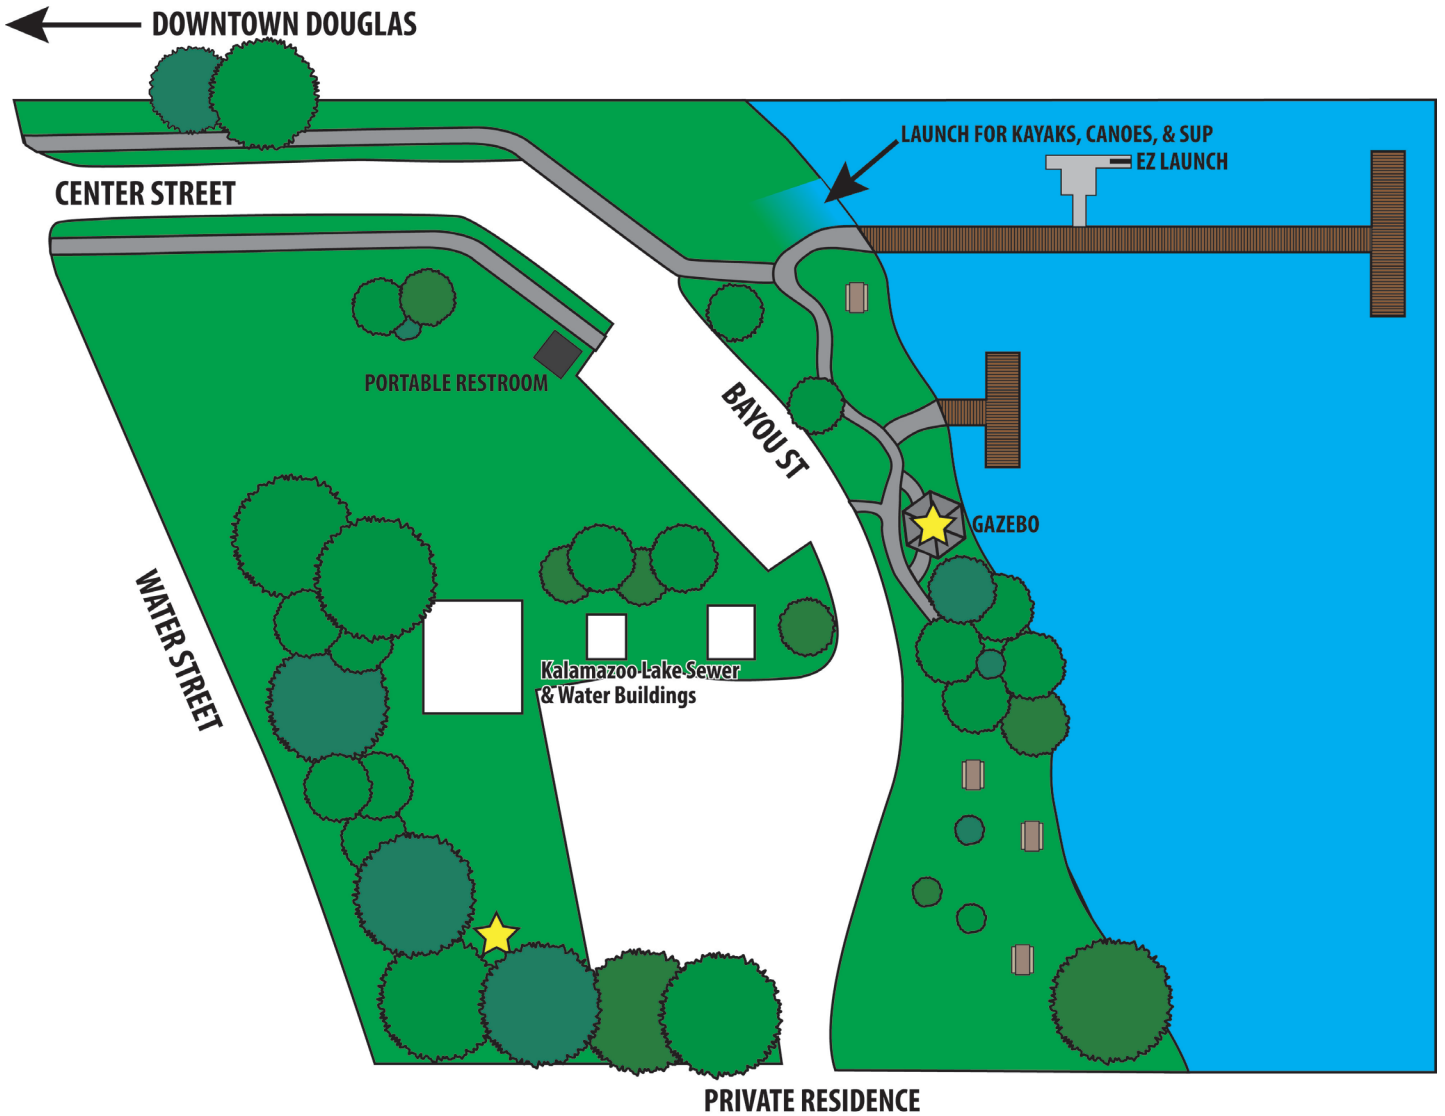 DOWNTOWN DOUGLAS
LAUNCH FOR KAYAKS, CANOES, & SUP
EZ LAUNCH
CENTER STREET
PORTABLE RESTROOM
BAYOU ST
GAZEBO
WATER STREET
Kalamazoo Lake Sewer
& Water Buildings
PRIVATE RESIDENCE